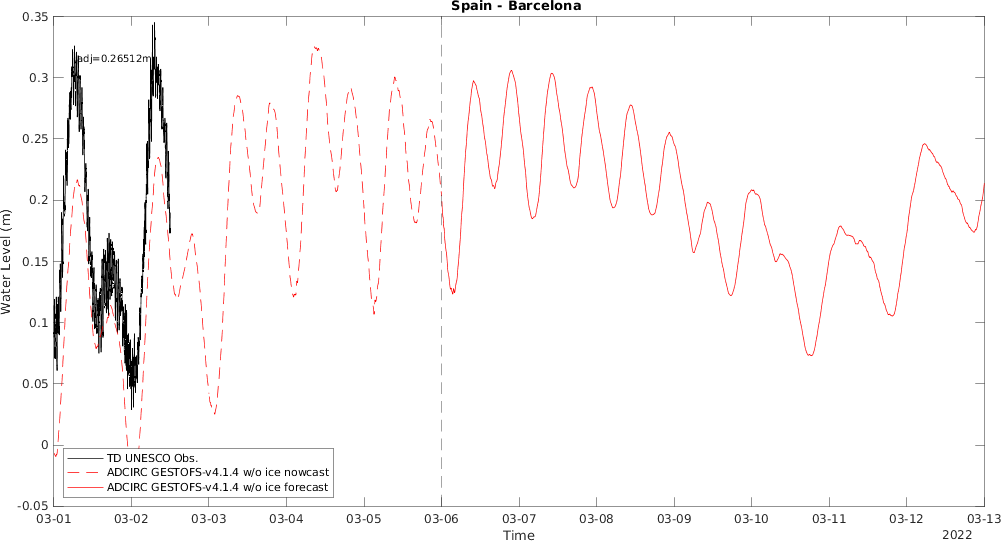 Spain - Barcelona
0.35
0.3
0.25
0.2
0.15
0.1
0.05
0
-0.05
Water Level (m)
adj=0.26512m
TD UNESCO Obs.
ADCIRC GESTOFS-v4.1.4 w/o ice nowcast
ADCIRC GESTOFS-v4.1.4 w/o ice forecast
03-01 03-02 03-03 03-04 03-05 03-06 03-07 03-08 03-09 03-10 03-11 03-12 03-13
Time
2022